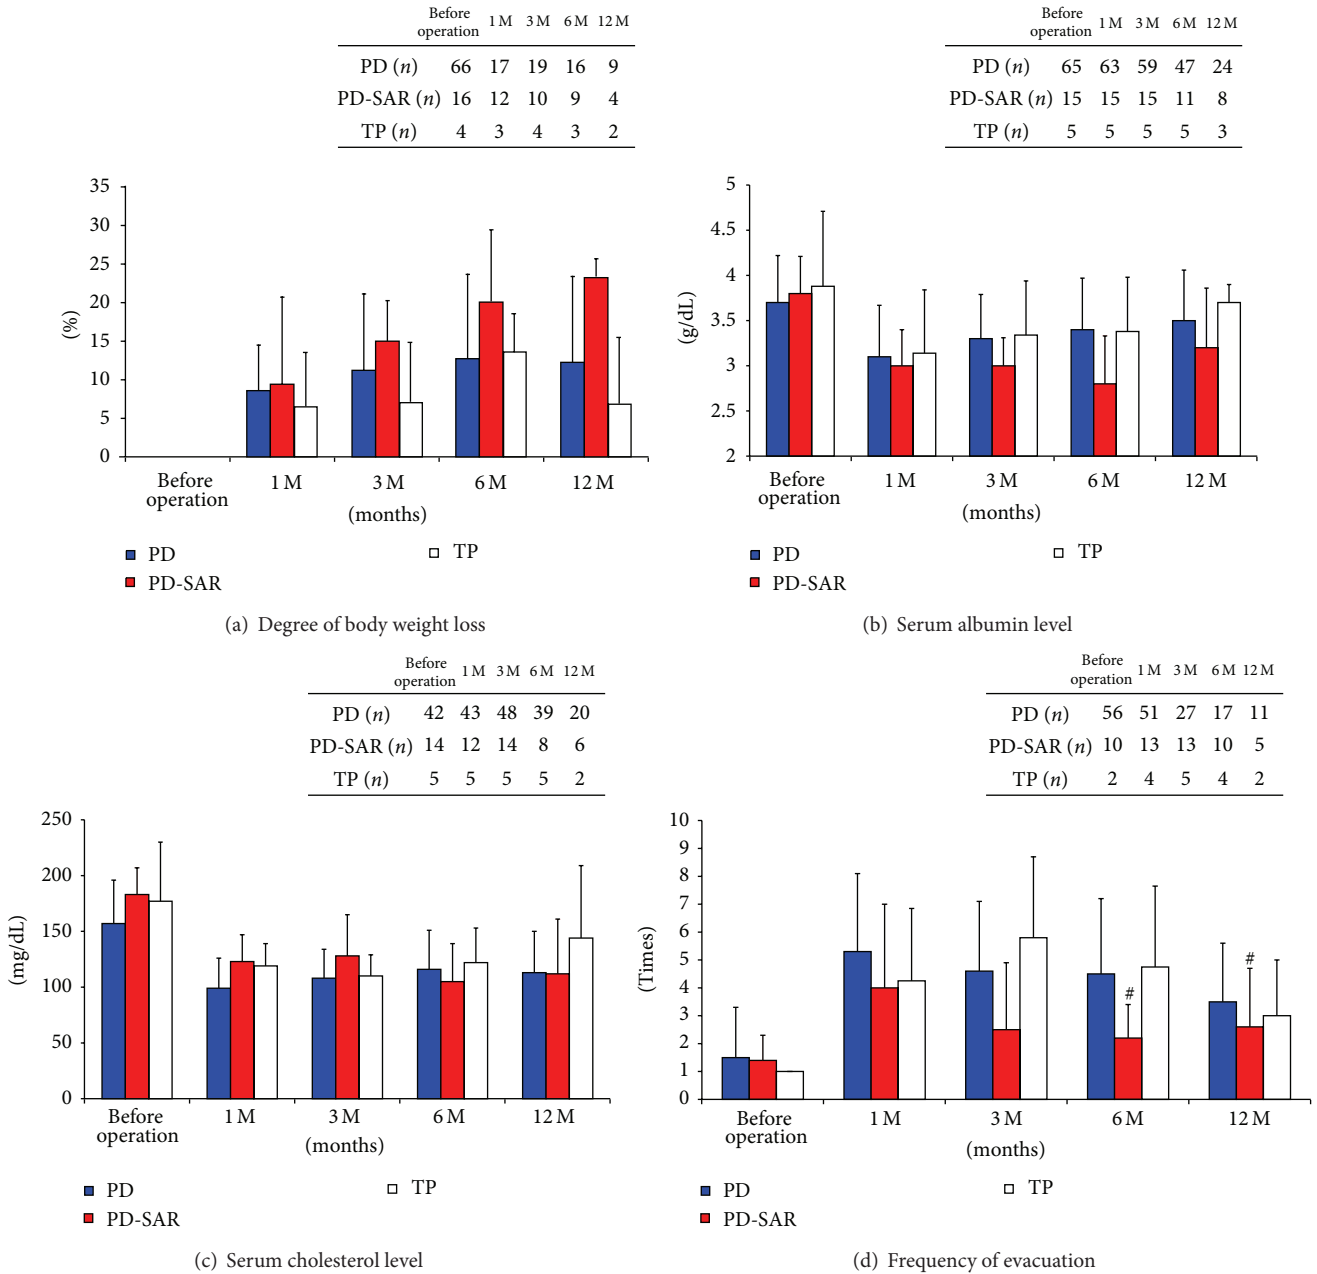 Before operation 1 M 3 M 6 M 12 M
PD (n) 66 17 19 16 9
PD-SAR (n) 16 12 10 9 4
TP (n) 4 3 4 3 2
35
30
25
20
15
10
5
0
(%)
Before operation 1 M 3 M 6 M 12 M
(months)
PD TP
PD-SAR
(a) Degree of body weight loss
Before operation 1 M 3 M 6 M 12 M
PD (n) 65 63 59 47 24
PD-SAR (n) 15 15 15 11 8
TP (n) 5 5 5 5 3
5
4.5
4
3.5
3
2.5
2
(g/dL)
Before operation 1 M 3 M 6 M 12 M
(months)
PD TP
PD-SAR
(b) Serum albumin level
Before operation 1 M 3 M 6 M 12 M
PD (n) 42 43 48 39 20
PD-SAR (n) 14 12 14 8 6
TP (n) 5 5 5 5 2
250
200
150
100
50
0
(mg/dL)
Before operation 1 M 3 M 6 M 12 M
(months)
PD TP
PD-SAR
(c) Serum cholesterol level
Before operation 1 M 3 M 6 M 12 M
PD (n) 56 51 27 17 11
PD-SAR (n) 10 13 13 10 5
TP (n) 2 4 5 4 2
10
9
8
7
6
5
4
3
2
1
0
(Times)
# #
Before operation 1 M 3 M 6 M 12 M
(months)
PD TP
PD-SAR
(d) Frequency of evacuation